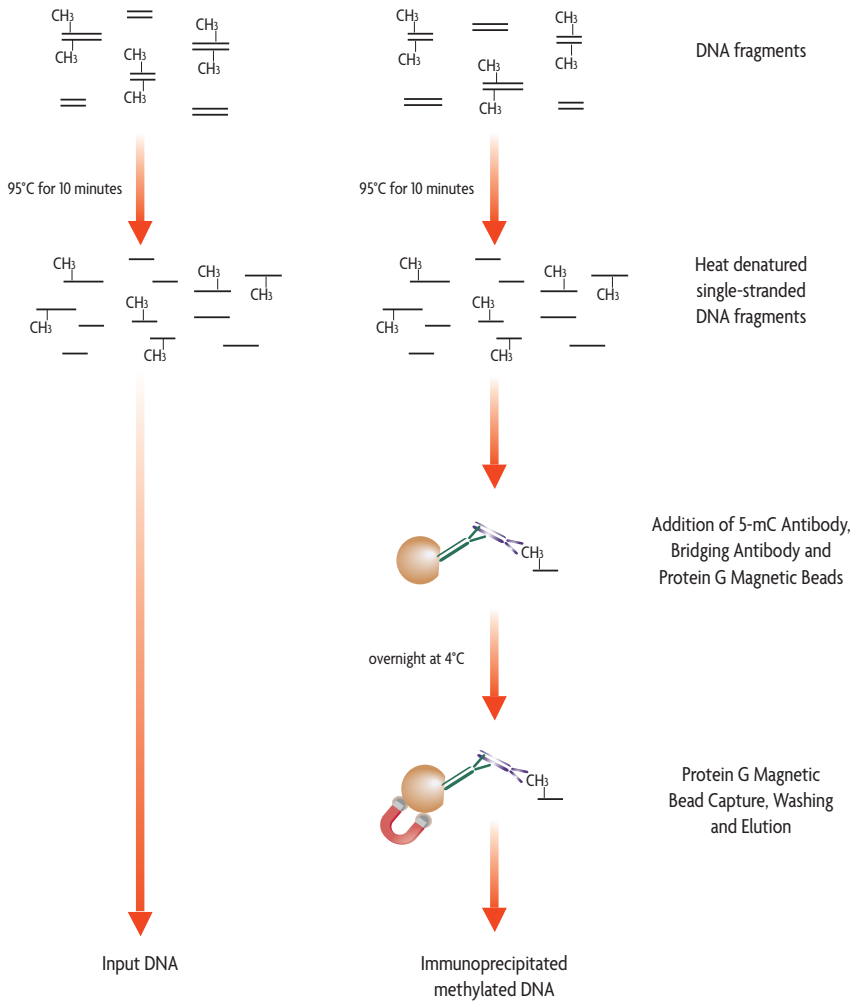 CH3
CH3
CH3
CH3
CH3
CH3
CH3
CH3
CH3
CH3
CH3
CH3
DNA fragments
95°C for 10 minutes
95°C for 10 minutes
CH3
CH3
CH3
CH3
CH3
CH3
CH3
CH3
CH3
CH3
CH3
CH3
Heat denatured
single-stranded
DNA fragments
CH3
Addition of 5-mC Antibody,
Bridging Antibody and
Protein G Magnetic Beads
overnight at 4°C
CH3
Protein G Magnetic
Bead Capture, Washing
and Elution
Input DNA
Immunoprecipitated
methylated DNA